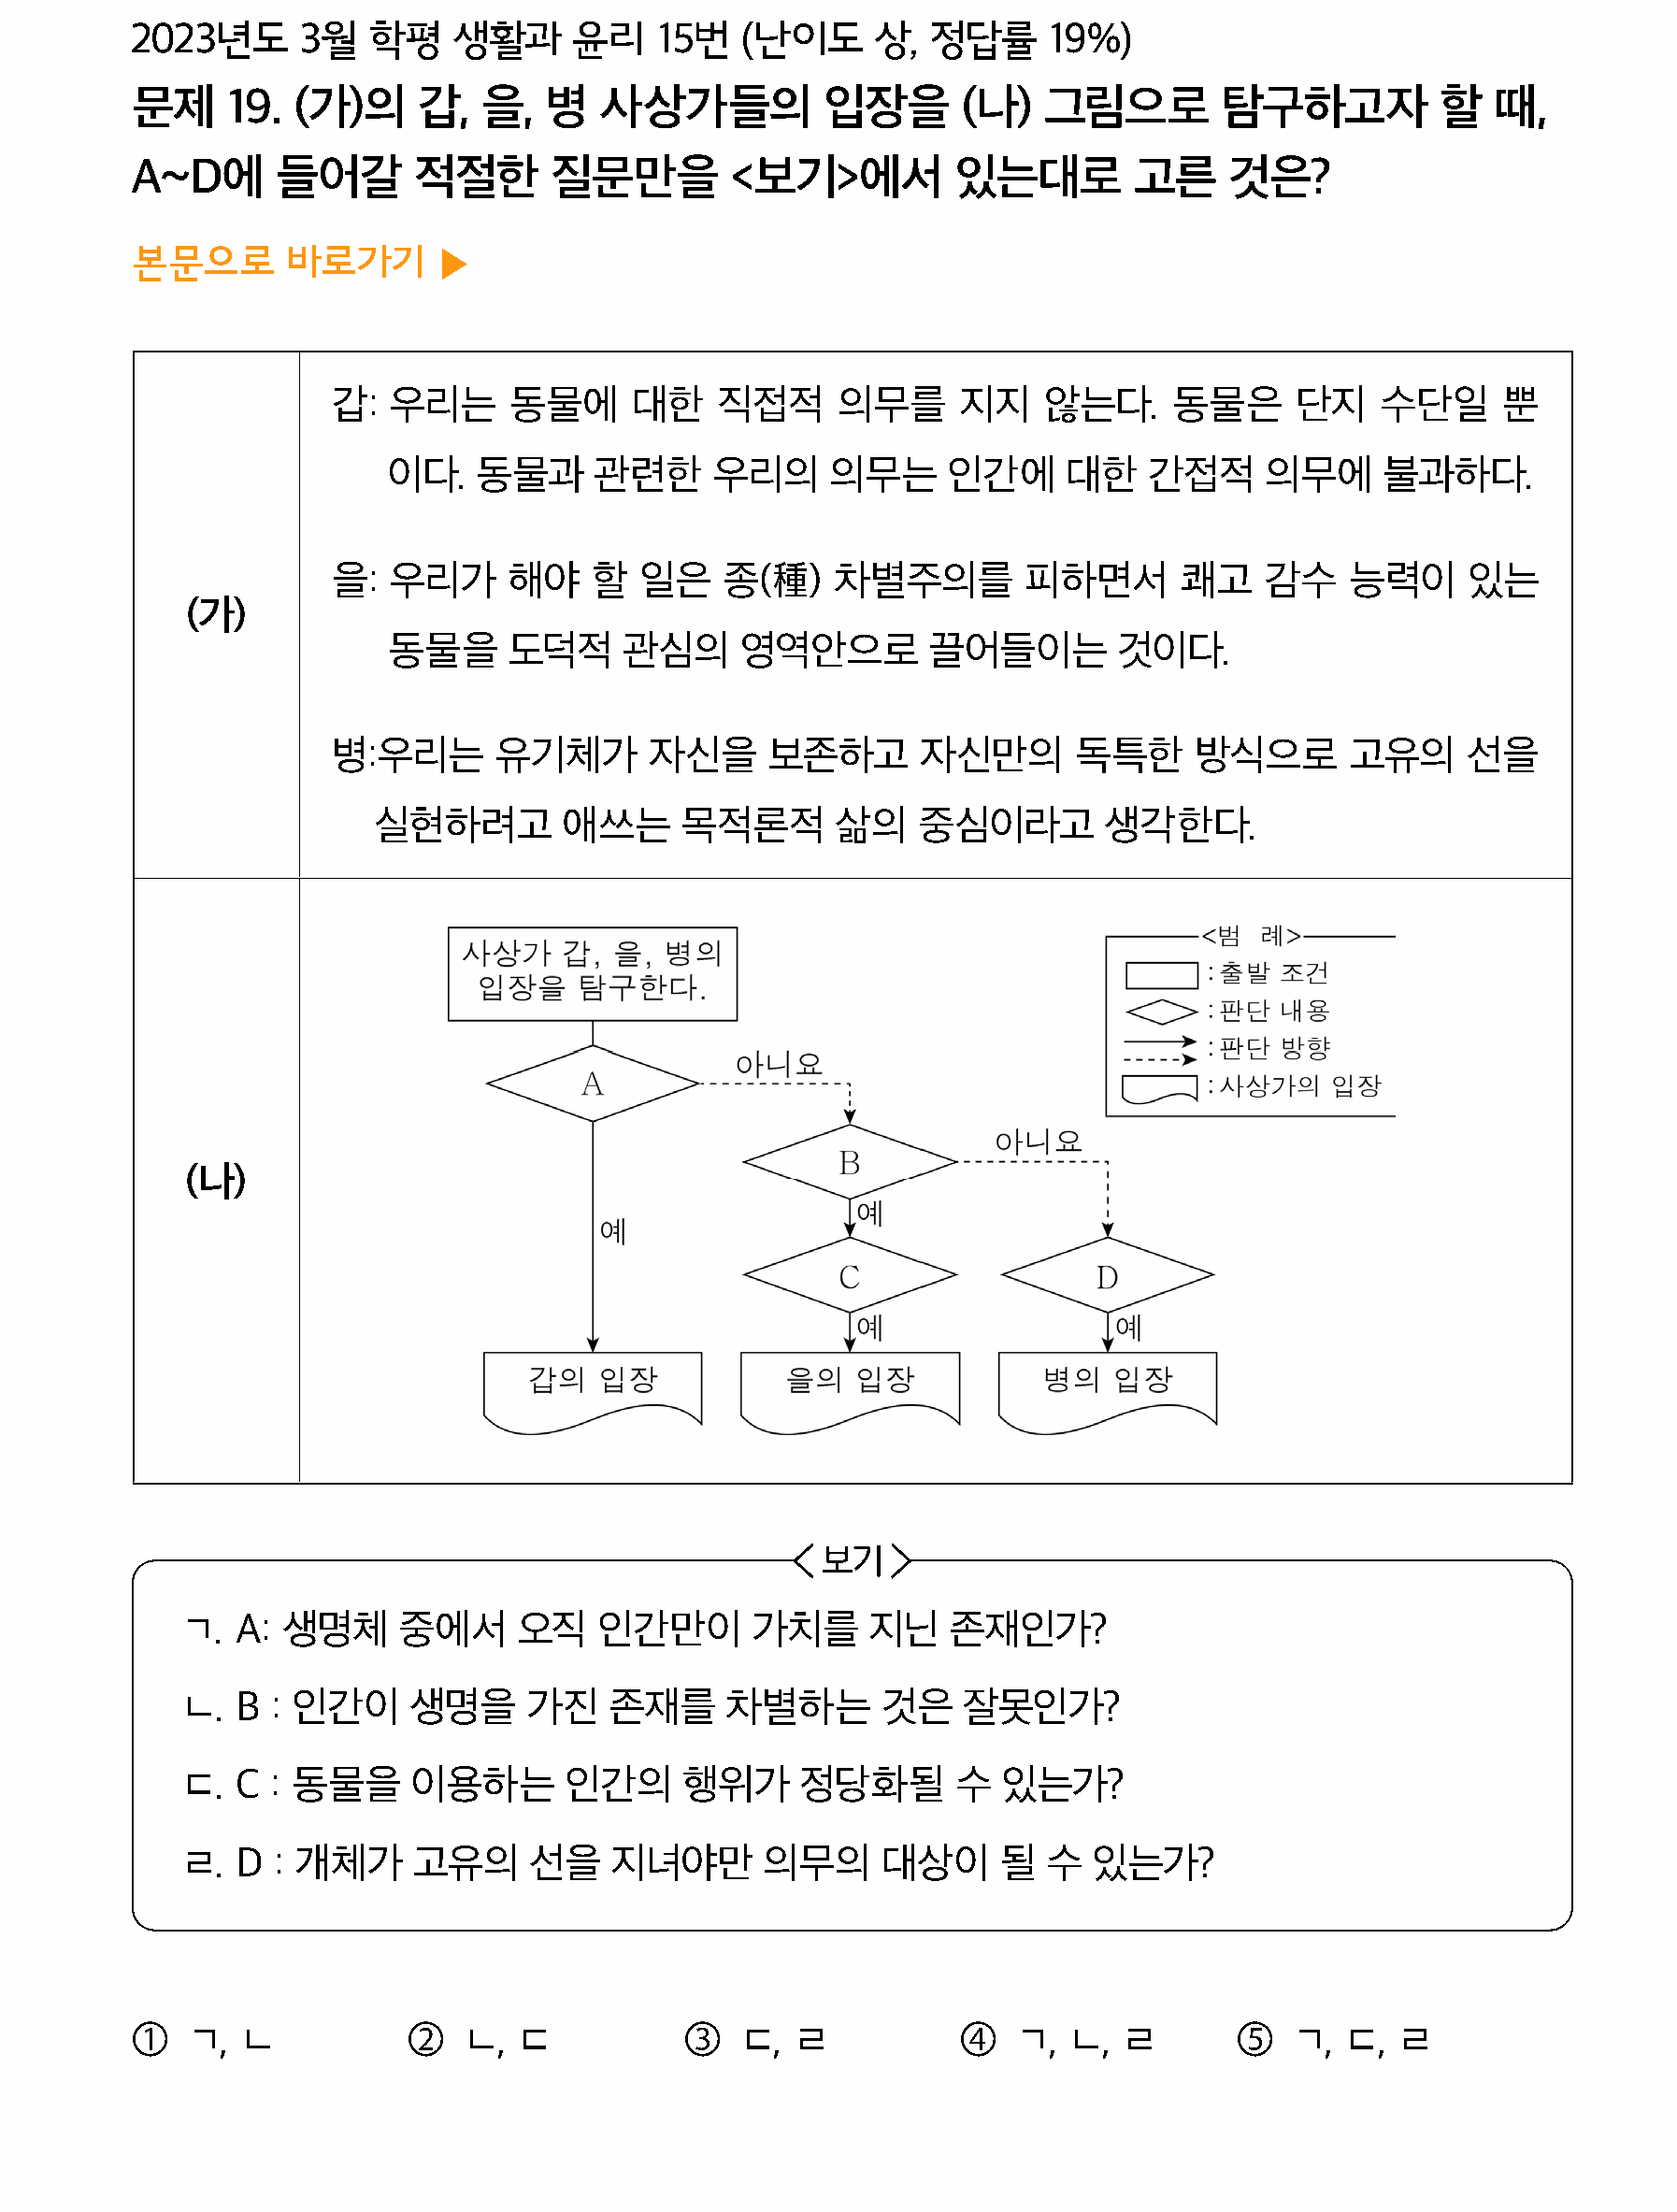 2023년도 3월 학평 생활과 윤리 15번 (난이도 상, 정답률 19%)
문제 19. (가)의 갑, 을, 병 사상가들의 입장을 (나) 그림으로 탐구하고자 할 때,
A~D에 들어갈 적절한 질문만을 <보기>에서 있는대로 고른 것은?
본문으로 바로가기 ▶
(가)
갑: 우리는 동물에 대한 직접적 의무를 지지 않는다. 동물은 단지 수단일 뿐
이다. 동물과 관련한 우리의 의무는 인간에 대한 간접적 의무에 불과하다.
을: 우리가 해야 할 일은 종(種) 차별주의를 피하면서 쾌고 감수 능력이 있는
동물을 도덕적 관심의 영역안으로 끌어들이는 것이다.
병:우리는 유기체가 자신을 보존하고 자신만의 독특한 방식으로 고유의 선을
실현하려고 애쓰는 목적론적 삶의 중심이라고 생각한다.
(나)
사상가 갑, 을, 병의
입장을 탐구한다.
<범 례>
: 출발 조건
: 판단 내용
: 판단 방향
: 사상가의 입장
A
아니요
B
아니요
예
예
C
D
예
예
갑의 입장
을의 입장
병의 입장
<보기>
ㄱ. A: 생명체 중에서 오직 인간만이 가치를 지닌 존재인가?
ㄴ. B : 인간이 생명을 가진 존재를 차별하는 것은 잘못인가?
ㄷ. C : 동물을 이용하는 인간의 행위가 정당화될 수 있는가?
ㄹ. D : 개체가 고유의 선을 지녀야만 의무의 대상이 될 수 있는가?
① ㄱ, ㄴ ② ㄴ, ㄷ ③ ㄷ, ㄹ ④ ㄱ, ㄴ, ㄹ ⑤ ㄱ, ㄷ, ㄹ